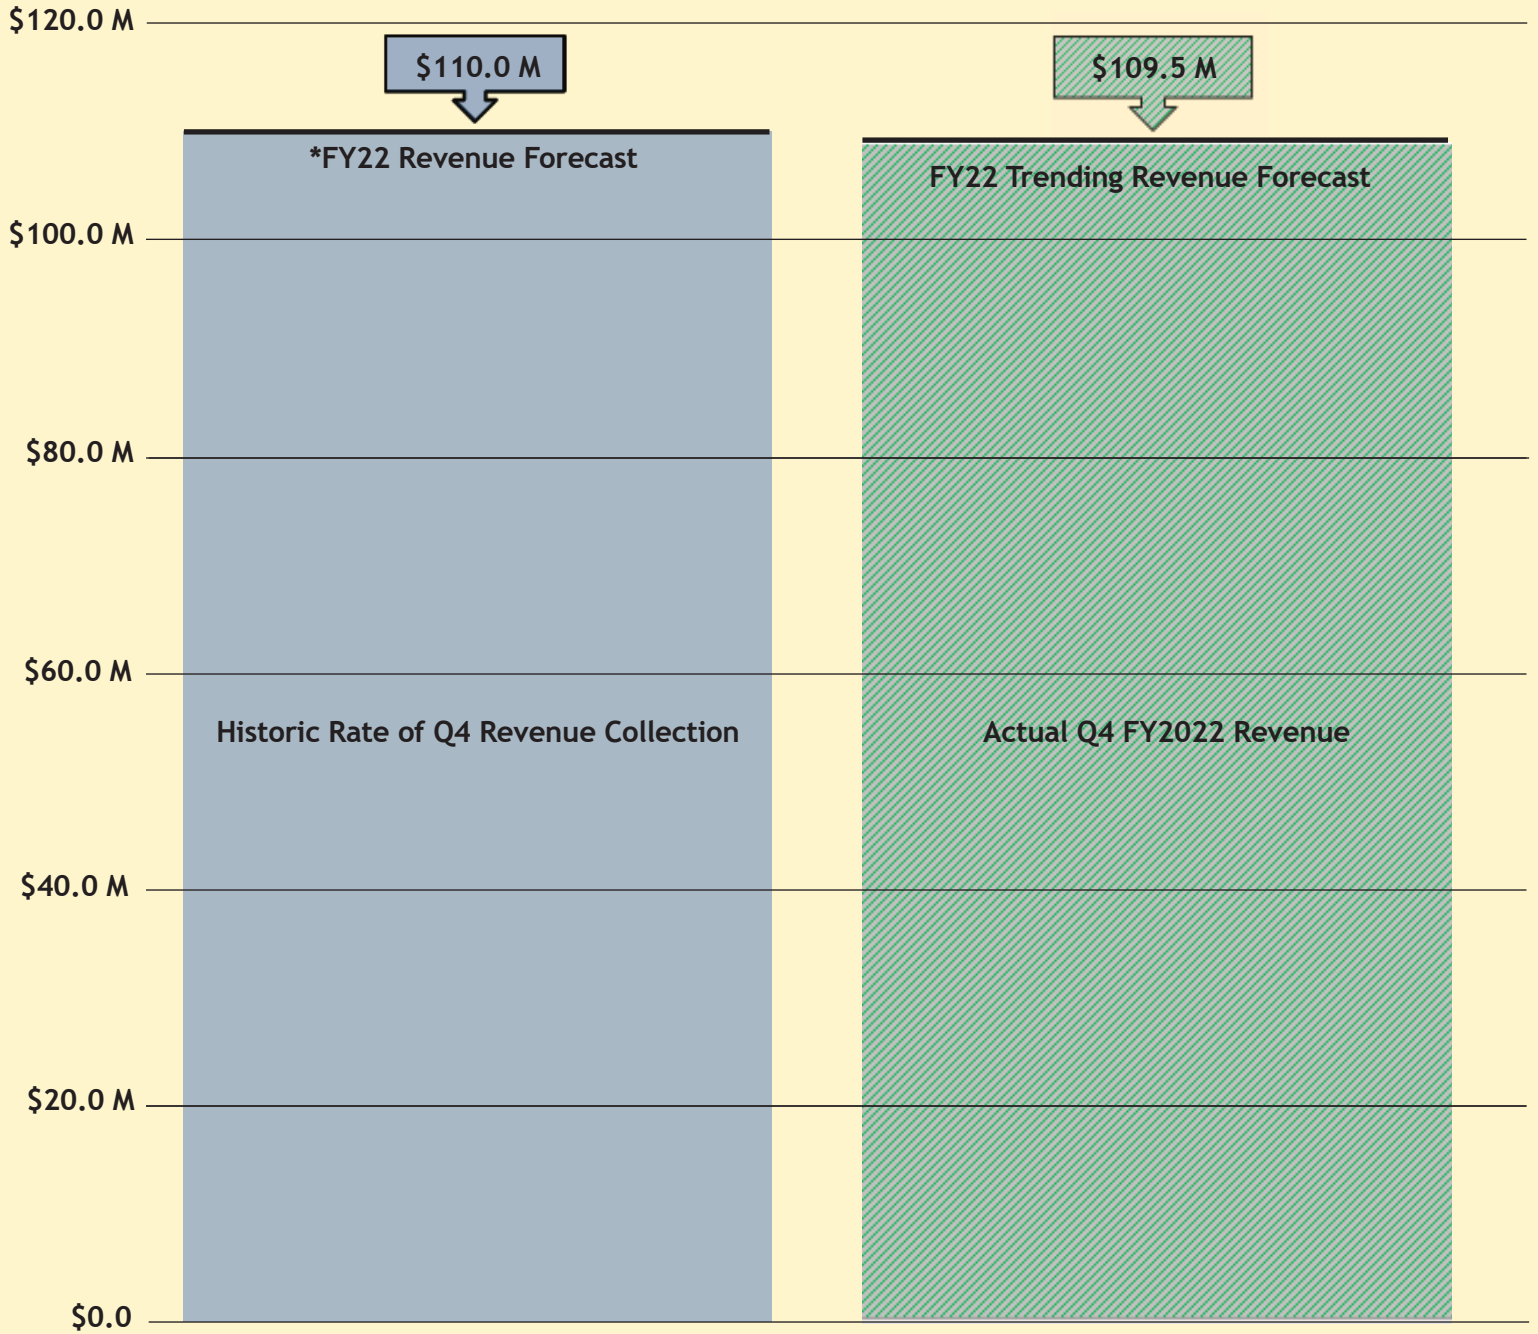 $120.0 M
$110.0 M
$109.5 M
*FY22 Revenue Forecast
FY22 Trending Revenue Forecast
$100.0 M
$80.0 M
$60.0 M
Historic Rate of Q4 Revenue Collection
Actual Q4 FY2022 Revenue
$40.0 M
$20.0 M
$0.0